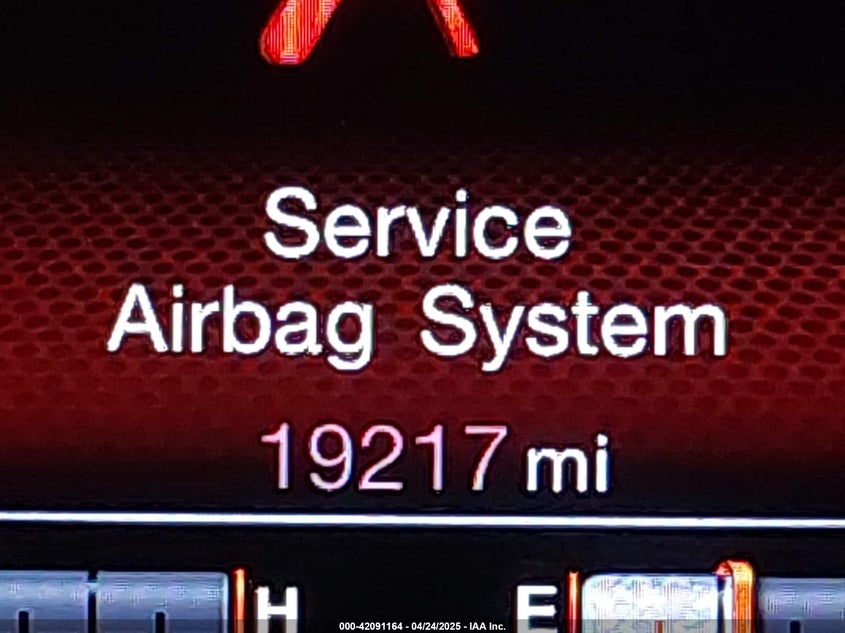 Service
Airbag System
19217 mi
H E
000-42091164 - 04/24/2025 - IAA Inc.